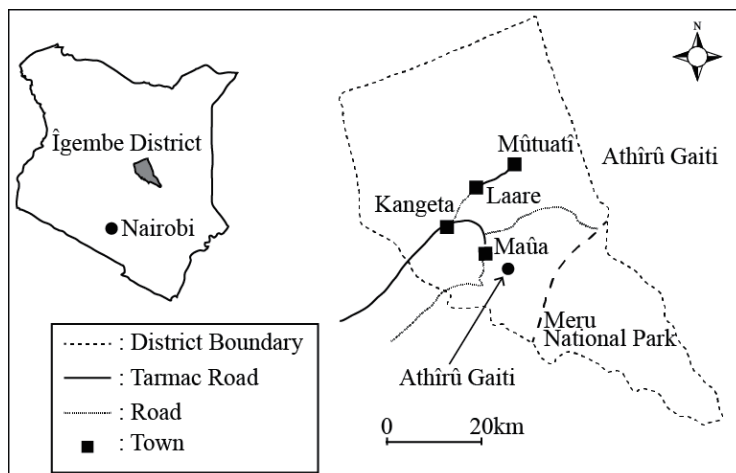 Îgembe District
Nairobi
N
Mûtuatî
Athîrû Gaiti
Laare
Kangeta
Maûa
Meru
National Park
Athîrû Gaiti
: District Boundary
: Tarmac Road
: Road
: Town
0 20km